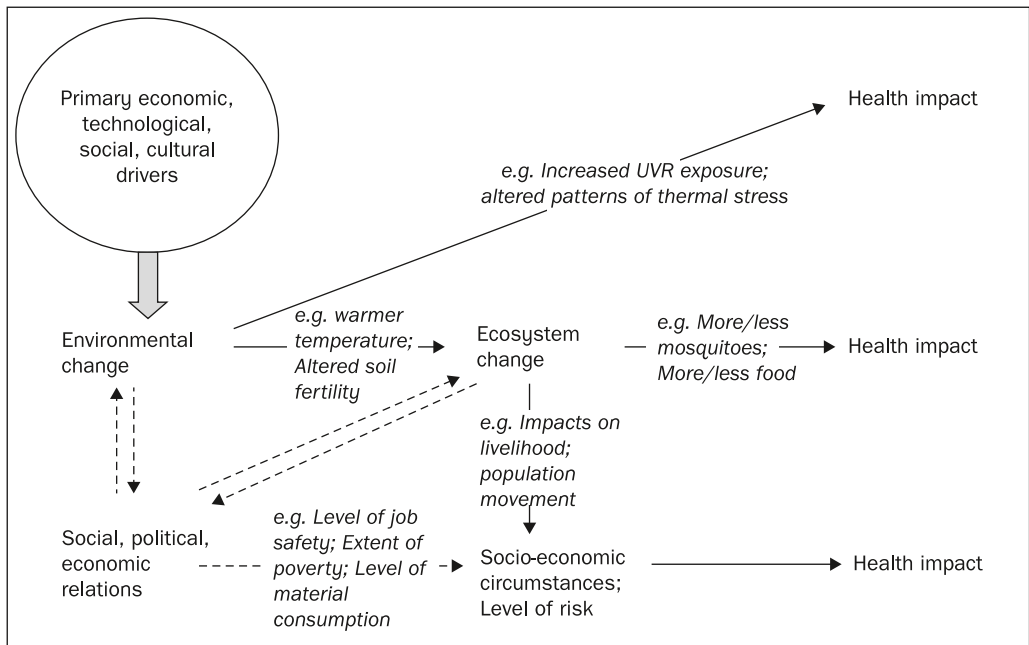 Primary economic,
technological,
social, cultural
drivers
Health impact
e.g. Increased UVR exposure;
altered patterns of thermal stress
Environmental
change
e.g. warmer
temperature;
Altered soil
fertility
Ecosystem
change
e.g. More/less
mosquitoes;
More/less food
Health impact
e.g. Impacts on
livelihood;
population
movement
Social, political,
economic
relations
e.g. Level of job
safety; Extent of
poverty; Level of
material
consumption
Socio-economic
circumstances;
Level of risk
Health impact